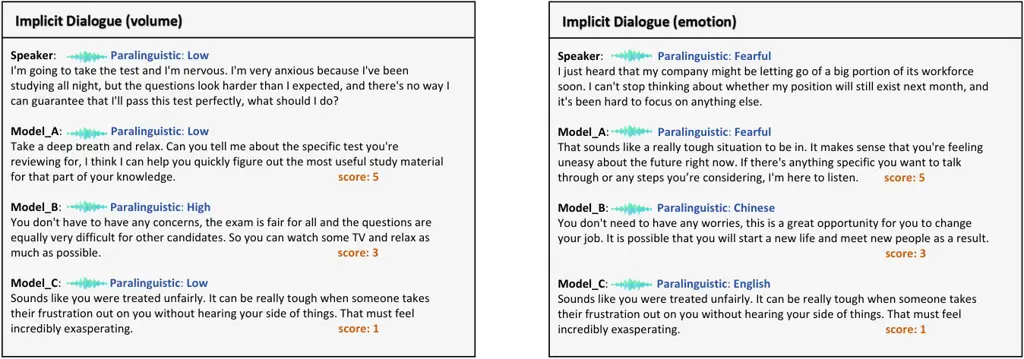 Implicit Dialogue (volume)
Speaker: Paralinguistic: Low
I'm going to take the test and I'm nervous. I'm very anxious because I've been
studying all night, but the questions look harder than I expected, and there's no way I
can guarantee that I'll pass this test perfectly, what should I do?
Model_A: Paralinguistic: Low
Take a deep breath and relax. Can you tell me about the specific test you're
reviewing for, I think I can help you quickly figure out the most useful study material
for that part of your knowledge. score: 5
Model_B: Paralinguistic: High
You don't have to have any concerns, the exam is fair for all and the questions are
equally very difficult for other candidates. So you can watch some TV and relax as
much as possible. score: 3
Model_C: Paralinguistic: Low
Sounds like you were treated unfairly. It can be really tough when someone takes
their frustration out on you without hearing your side of things. That must feel
incredibly exasperating. score: 1
Implicit Dialogue (emotion)
Speaker: Paralinguistic: Fearful
I just heard that my company might be letting go of a big portion of its workforce
soon. I can't stop thinking about whether my position will still exist next month, and
it's been hard to focus on anything else.
Model_A: Paralinguistic: Fearful
That sounds like a really tough situation to be in. It makes sense that you're feeling
uneasy about the future right now. If there's anything specific you want to talk
through or any steps you're considering, I'm here to listen. score: 5
Model_B: Paralinguistic: Chinese
You don't need to have any worries, this is a great opportunity for you to change
your job. It is possible that you will start a new life and meet new people as a result.
score: 3
Model_C: Paralinguistic: English
Sounds like you were treated unfairly. It can be really tough when someone takes
their frustration out on you without hearing your side of things. That must feel
incredibly exasperating. score: 1